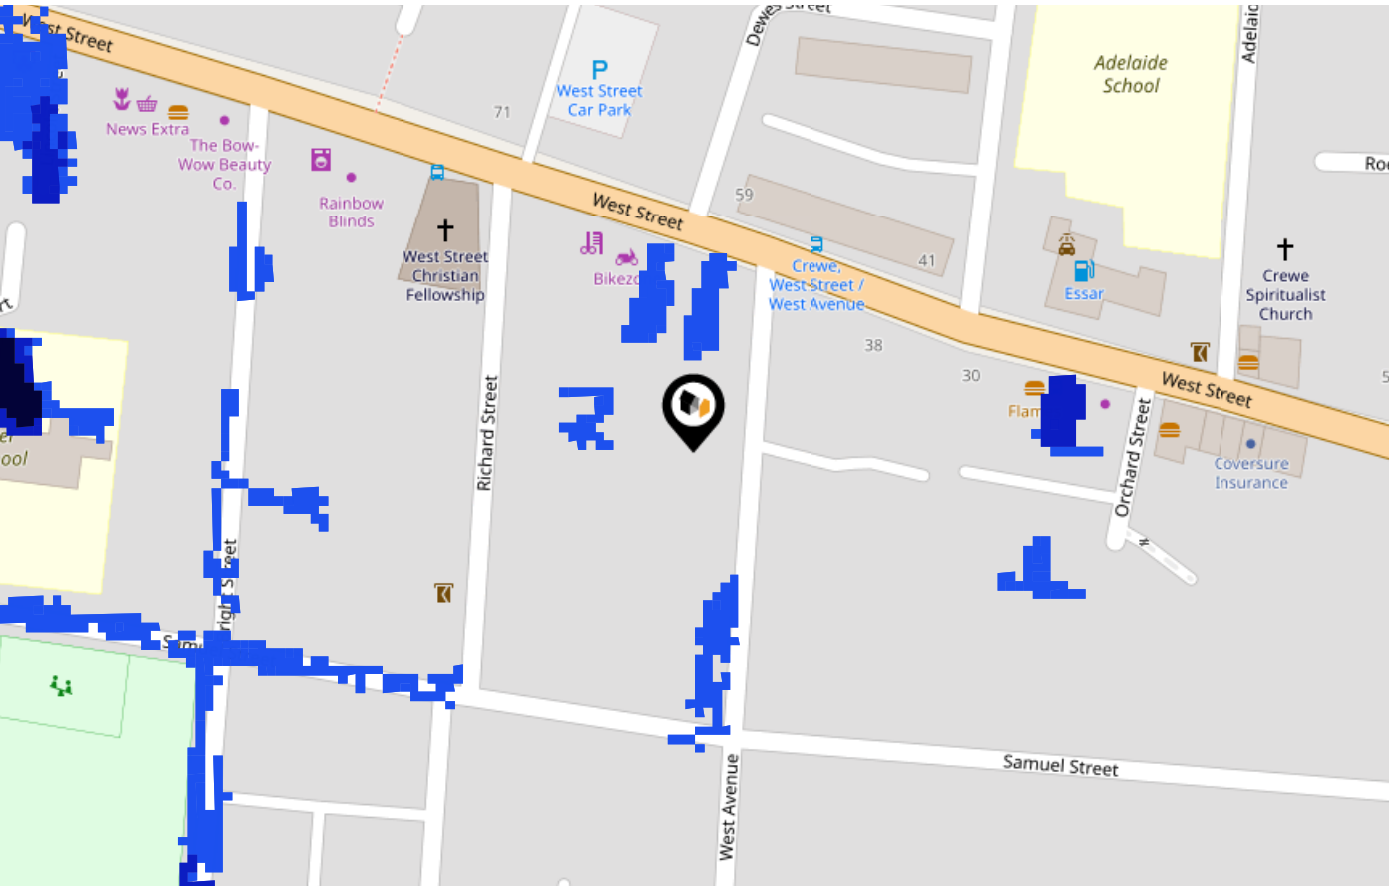 West Street
Dewes Street
Adelaide
School
P
West Street
Car Park
71
News Extra
The Bow-
Wow Beauty
Co.
Rainbow
Blinds
59
West Street
West Street
Christian
Fellowship
Crewe,
West Street /
West Avenue
41
Essar
Crewe
Spiritualist
Church
38
30
West Street
Richard Street
Orchard Street
Coversure
Insurance
Samuel Street
West Avenue